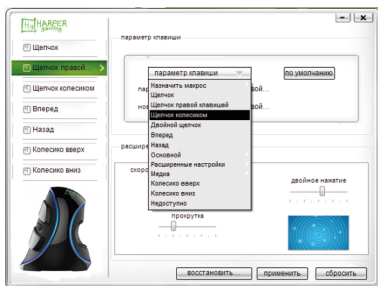 HARPER
gaming
параметр клавиши
Щелчок
Щелчок правой...
Щелчок колесиком
Вперед
Назад
Колесико вверх
Колесико вниз
параметр клавиши
по умолчанию
Назначить макрос
Щелчок
Щелчок правой клавишей
Щелчок колесиком
Двойной щелчок
Вперед
Назад
Основной
Расширенные настройки
Медиа
Колесико вверх
Колесико вниз
Недоступно
двойное нажатие
прокрутка
восстановить...
применить
сбросить